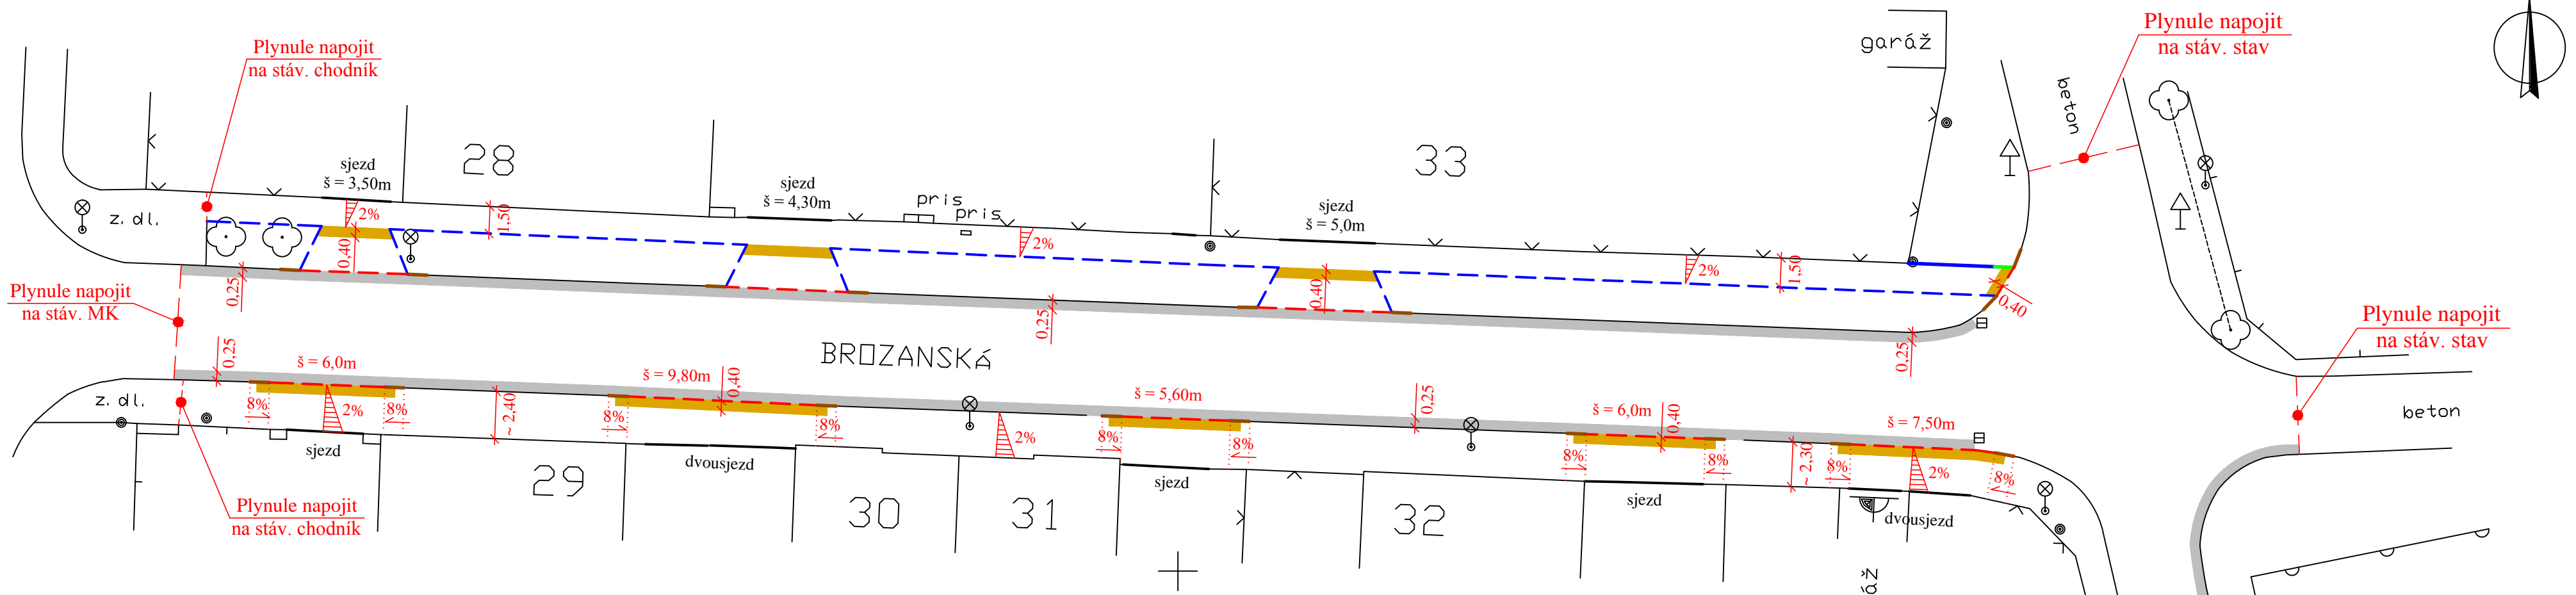 Plynule napojit
na stáv. chodník
Plynule napojit
na stáv. stav
garáž
beton
28
33
sjezd
š = 3,50m
sjezd
š = 4,30m
sjezd
š = 5,0m
pris
pris
z. dl.
2%
1,50
0,40
0,25
2%
0,25
0,40
2%
1,50
0,40
0,25
Plynule napojit
na stáv. MK
BROZANSKÁ
Plynule napojit
na stáv. stav
beton
0,25
š = 6,0m
š = 9,80m
0,40
š = 5,60m
0,25
š = 6,0m
0,40
š = 7,50m
z. dl.
8%
2%
8%
~ 2,40
8%
8%
2%
8%
8%
8%
8%
~ 2,30
8%
2%
8%
sjezd
dvousjezd
sjezd
sjezd
dvousjezd
29
30
31
32
Plynule napojit
na stáv. chodník
áž